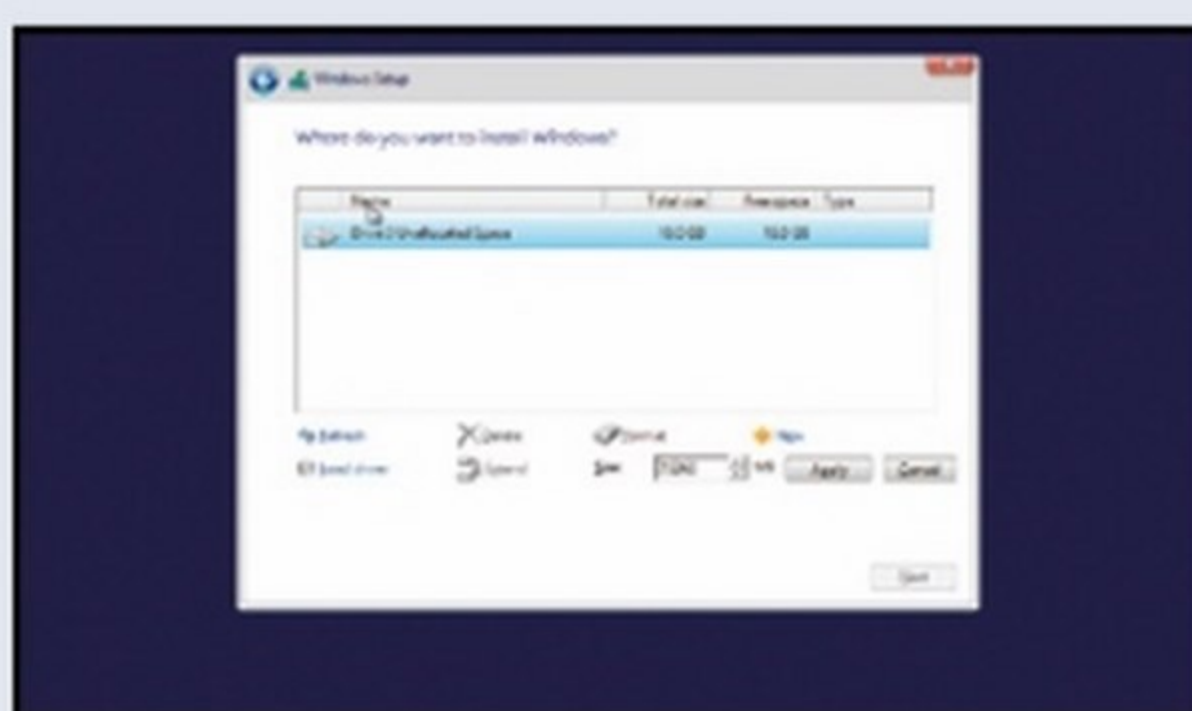 Windows Setup
Where do you want to install Windows?
Name Total size Free space Type
Drive 0 Unallocated Space
Refresh Delete Format New
Load driver Extend Size MB Apply Cancel
Next